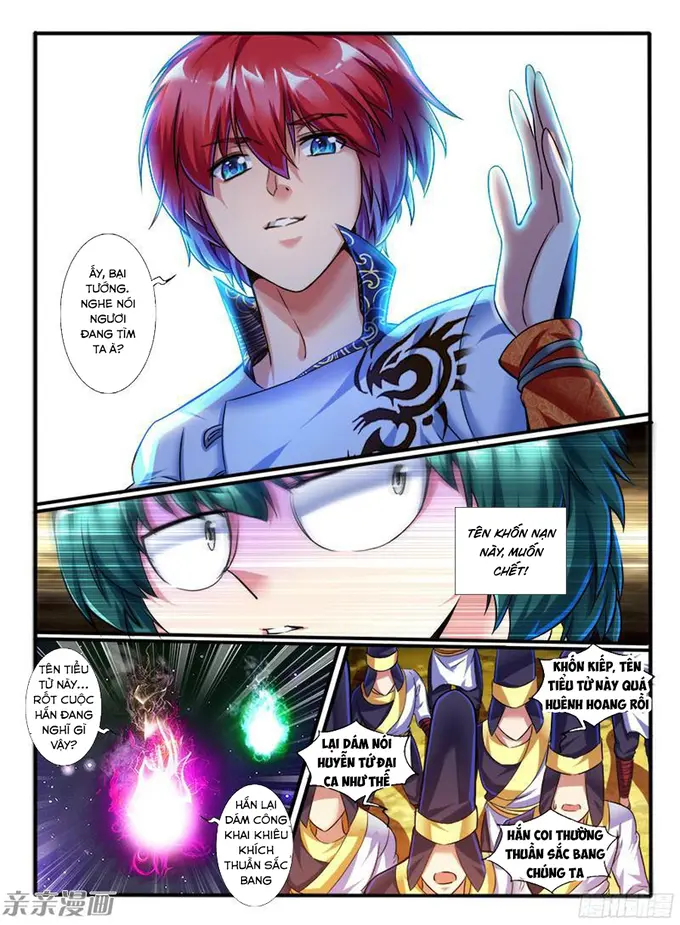 ẤY, BẠI
TƯỚNG.
NGHE NÓI
NGƯƠI
ĐANG TÌM
TA À?
TÊN KHỐN NẠN
NÀY, MUỐN
CHẾT!
TÊN TIỂU
TỬ NÀY...
RỐT CUỘC
HẮN ĐANG
NGHĨ GÌ
VẬY?
HẮN LẠI
DÁM CÔNG
KHAI KHIÊU
KHÍCH
THUẦN SẮC
BANG
KHỐN KIẾP, TÊN
TIỂU TỬ NÀY QUÁ
HUÊNH HOANG RỒI
LẠI DÁM NÓI
HUYỄN TỬ ĐẠI
CA NHƯ THẾ
HẮN COI THƯỜNG
THUẦN SẮC BANG
CHÚNG TA
亲亲漫画